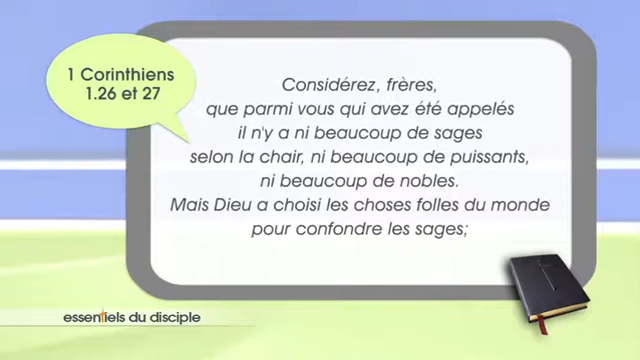 1 Corinthiens
1.26 et 27
Considérez, frères,
que parmi vous qui avez été appelés
il n'y a ni beaucoup de sages
selon la chair, ni beaucoup de puissants,
ni beaucoup de nobles.
Mais Dieu a choisi les choses folles du monde
pour confondre les sages;
essentiels du disciple